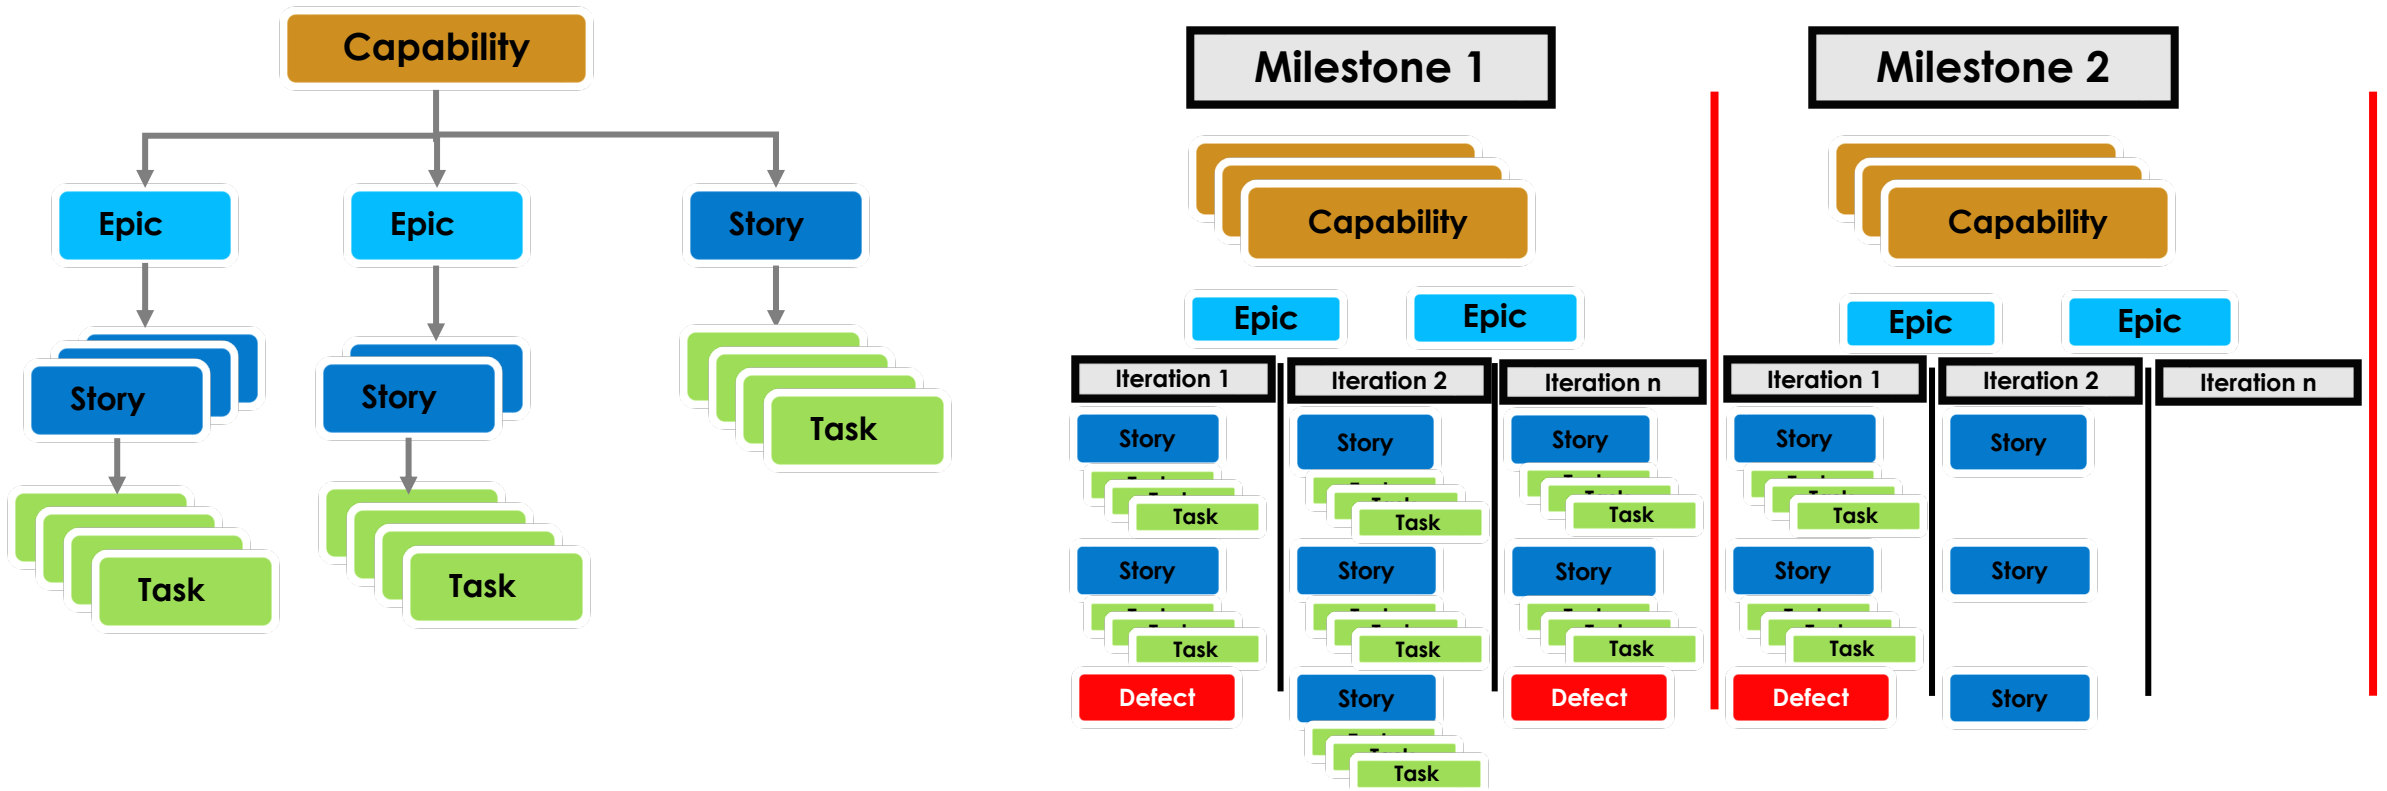 Capability
Epic
Epic
Story
Story
Story
Task
Task
Task
Milestone 1
Capability
Epic
Epic
Iteration 1
Iteration 2
Iteration n
Story
Task
Story
Task
Defect
Story
Task
Story
Task
Story
Task
Story
Task
Story
Task
Defect
Milestone 2
Capability
Epic
Epic
Iteration 1
Iteration 2
Iteration n
Story
Task
Story
Task
Defect
Story
Story
Story